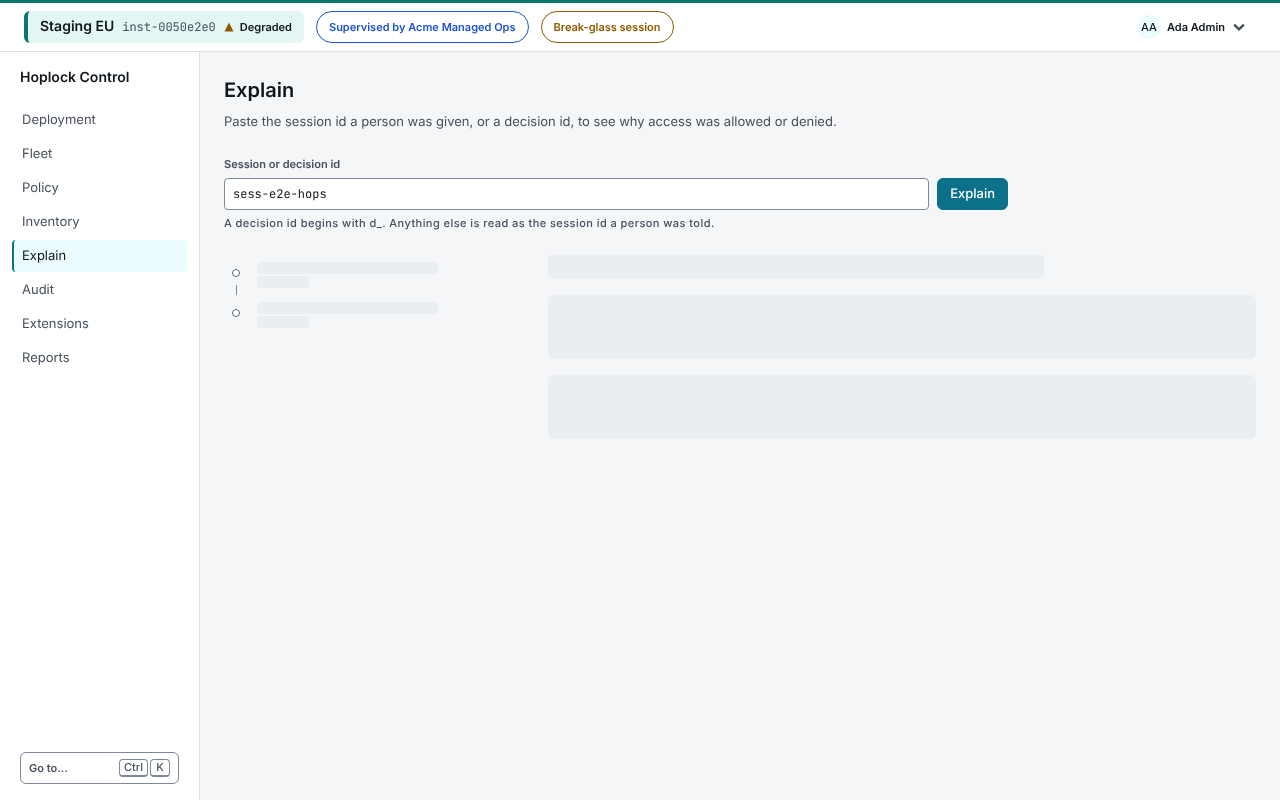 Staging EU inst-0050e2e0 Degraded
Supervised by Acme Managed Ops
Break-glass session
AA Ada Admin
Hoplock Control
Deployment
Fleet
Policy
Inventory
Explain
Audit
Extensions
Reports
Go to...
Ctrl K
Explain
Paste the session id a person was given, or a decision id, to see why access was allowed or denied.
Session or decision id
sess-e2e-hops
Explain
A decision id begins with d_. Anything else is read as the session id a person was told.